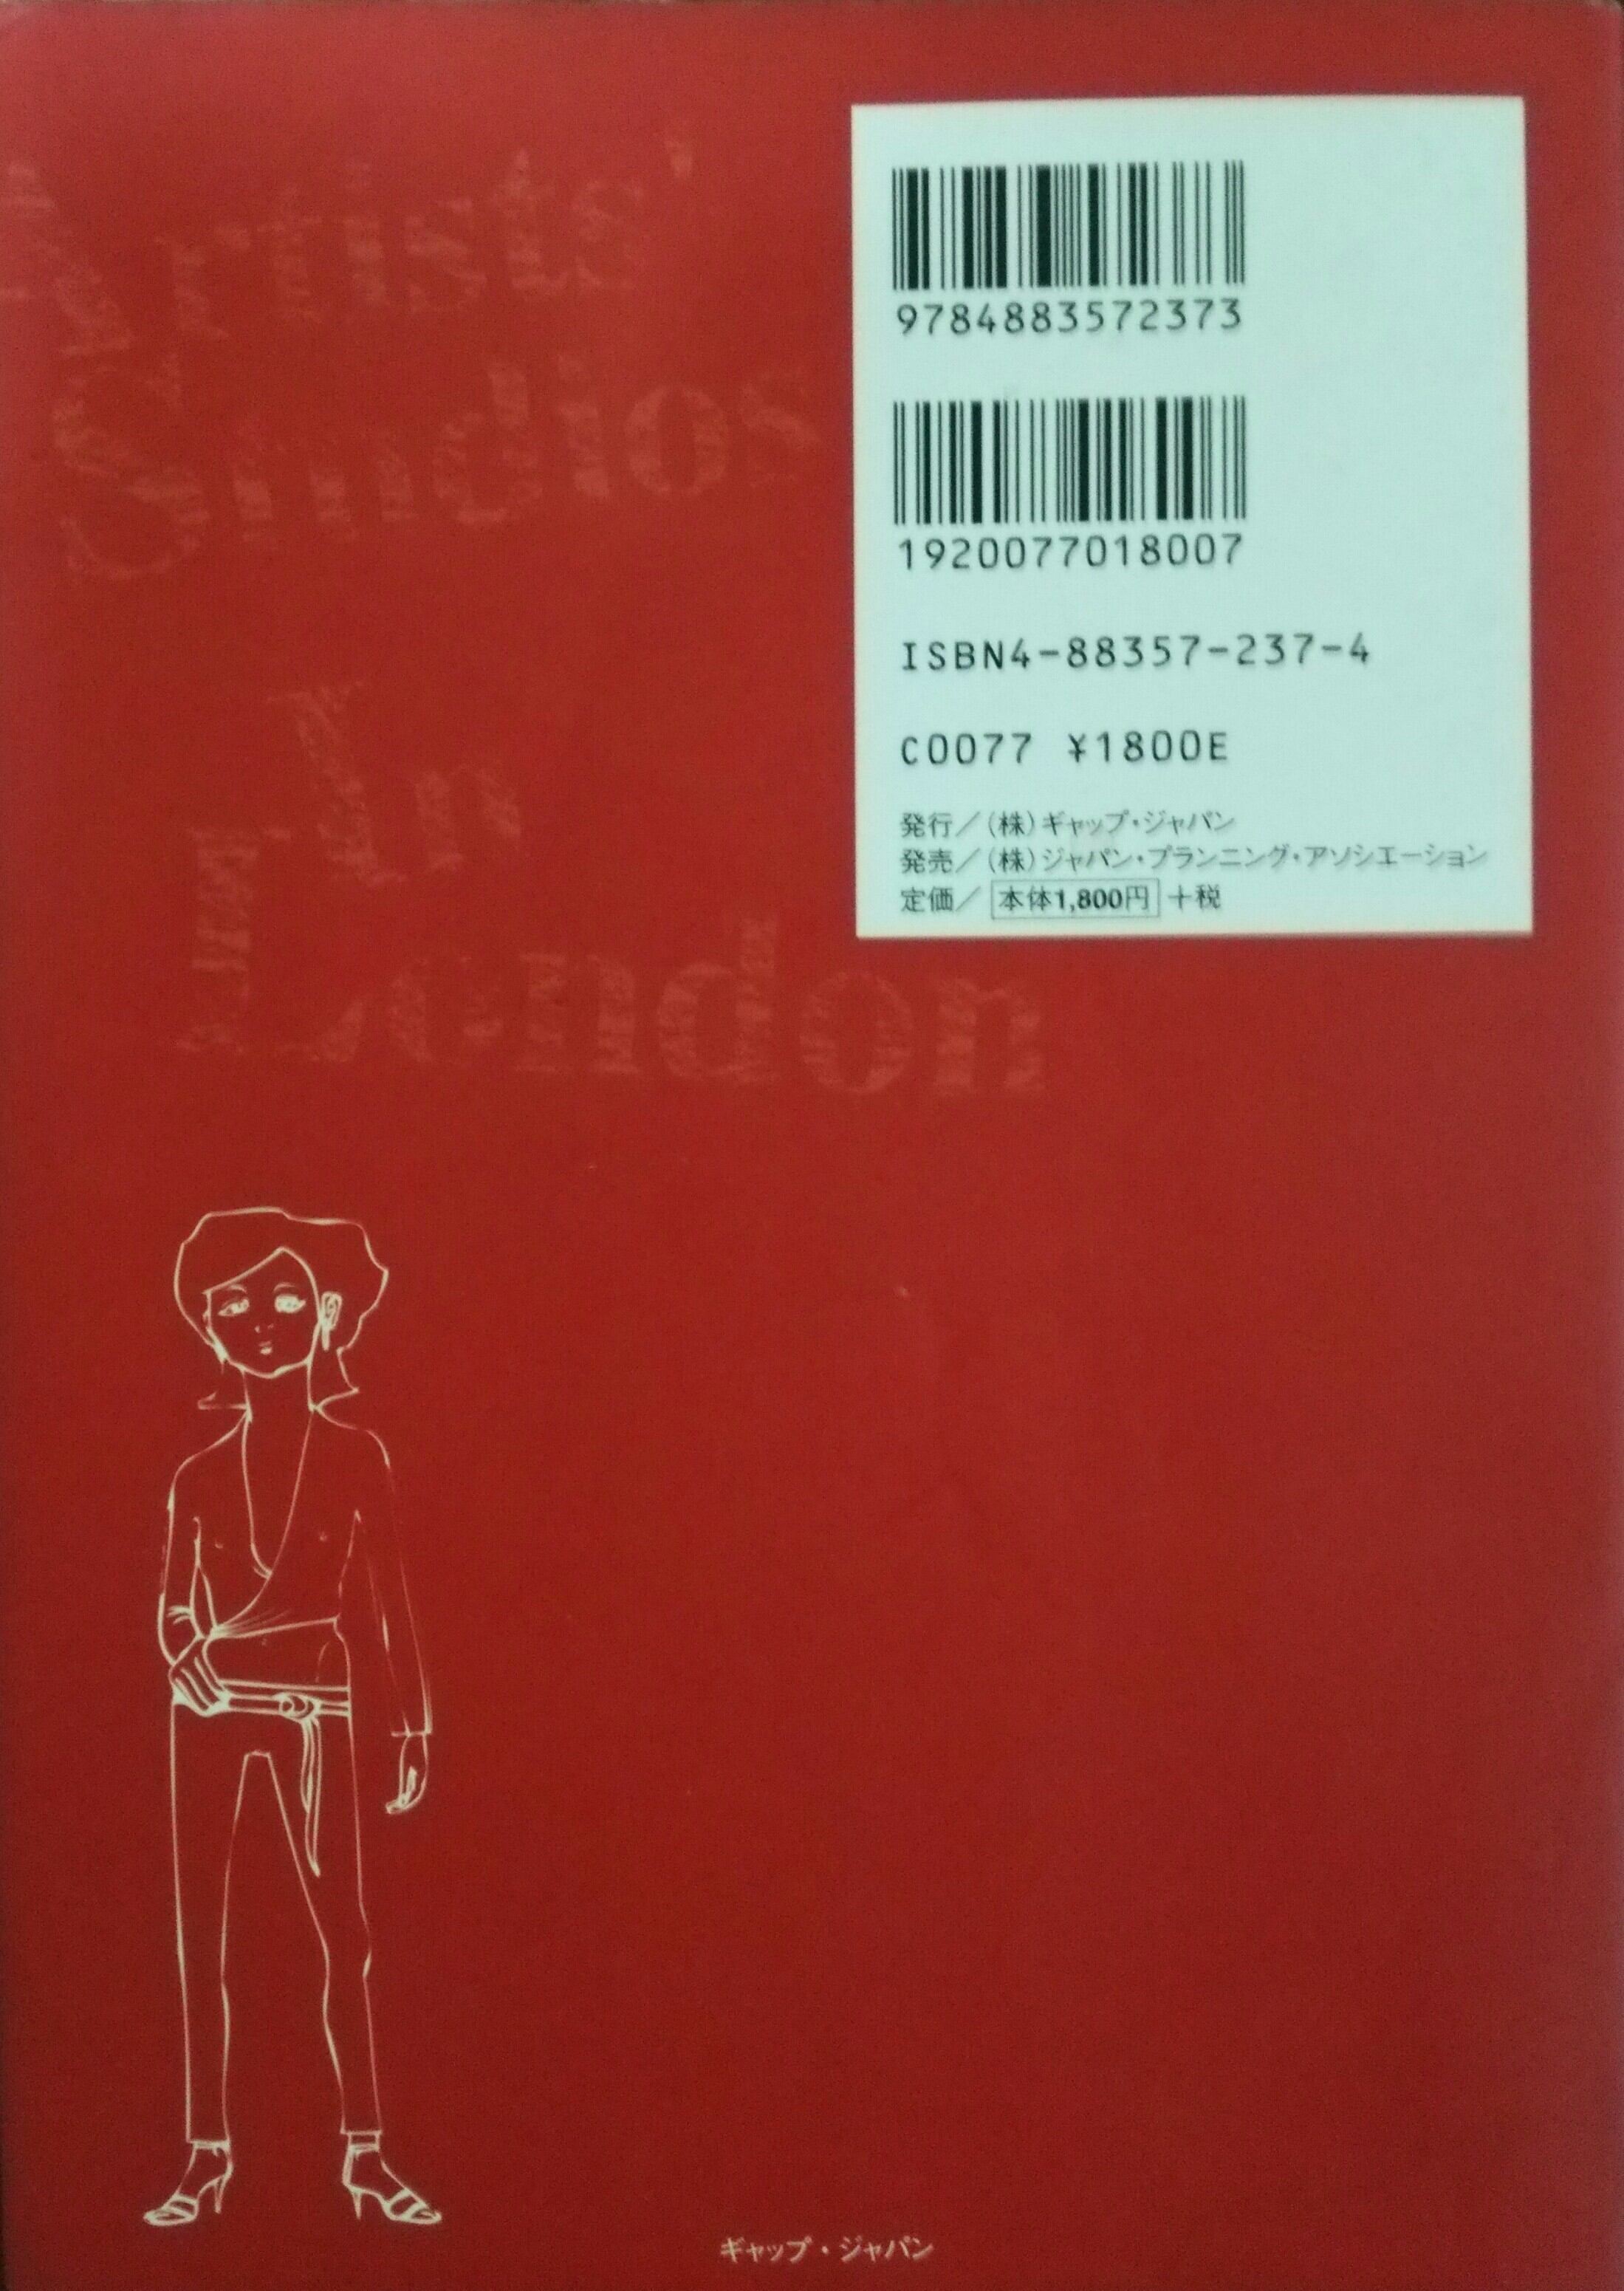 Artists'
Studios
In
London
9784883572373
1920077018007
ISBN4-88357-237-4
C0077 ¥1800E
発行／(株)ギャップ・ジャパン
発売／(株)ジャパン・プランニング・アソシエーション
定価／ 本体1,800円 +税
ギャップ・ジャパン